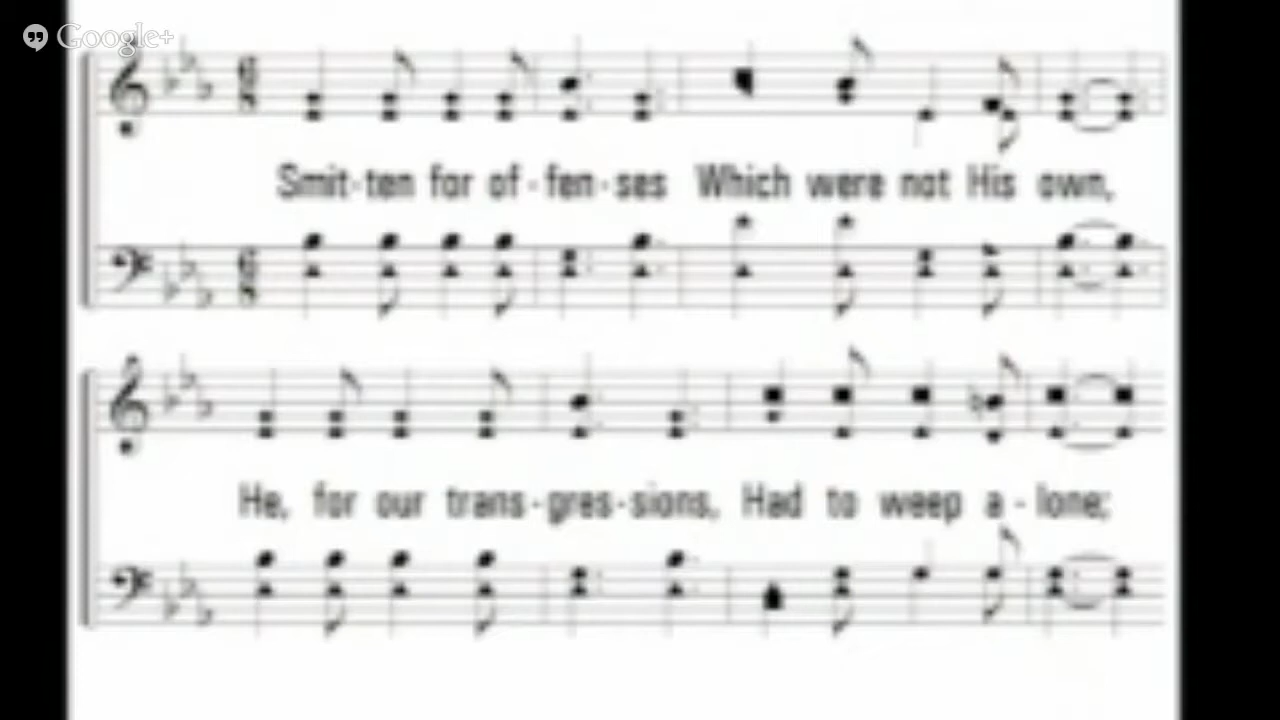 Google+
Smit-ten for of-fen-ses Which were not His own,
He, for our trans-gres-sions, Had to weep a-lone;